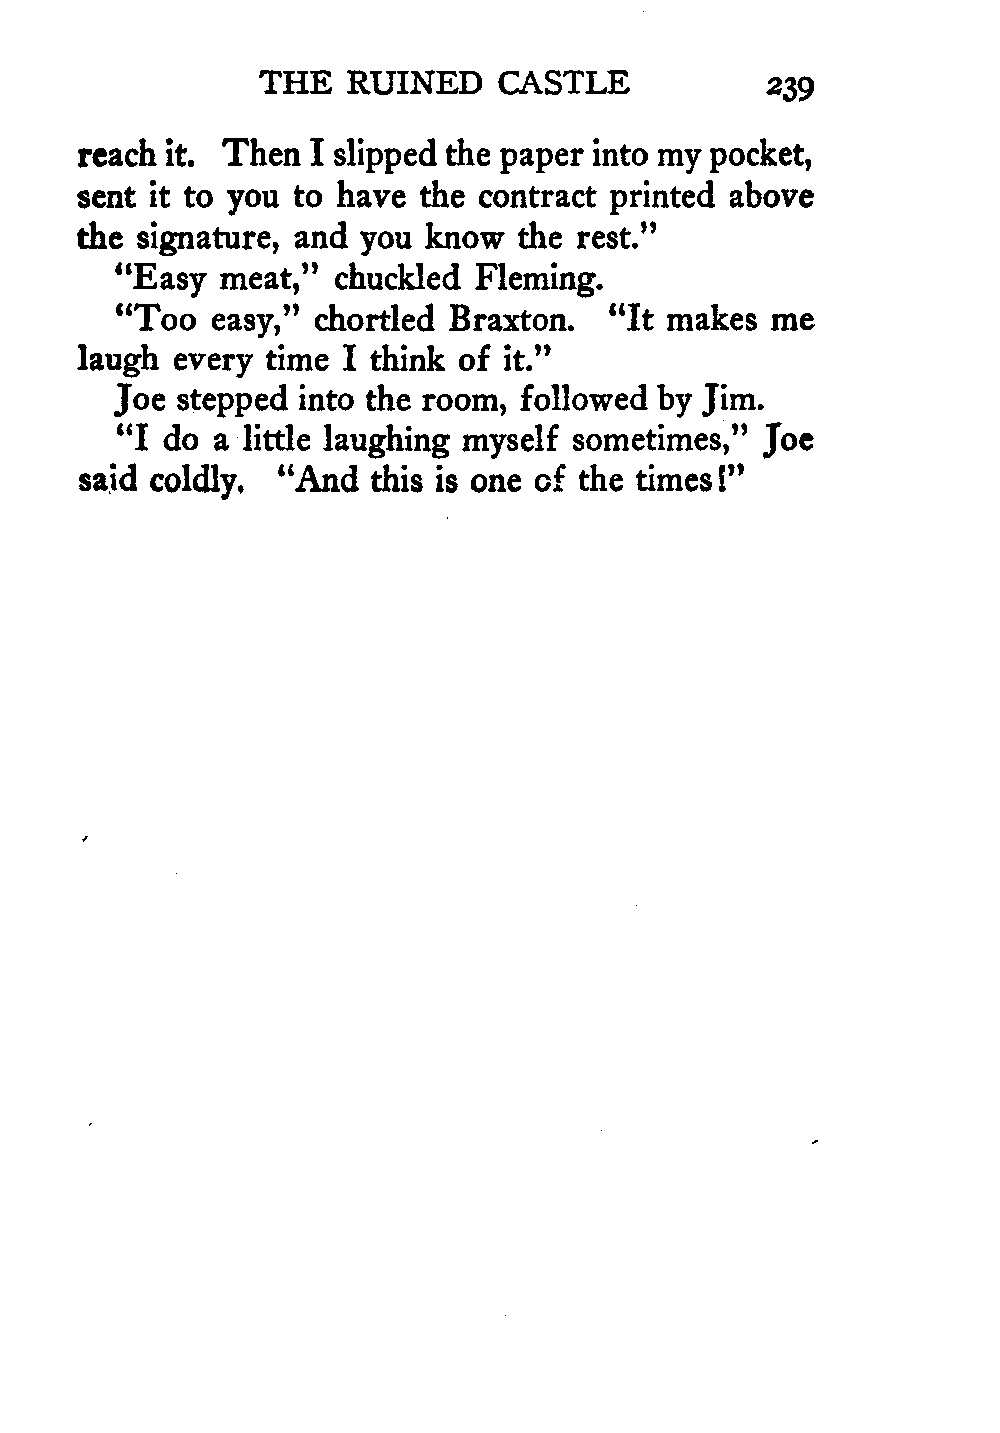 THE RUINED CASTLE 239
reach it. Then I slipped the paper into my pocket,
sent it to you to have the contract printed above
the signature, and you know the rest."
"Easy meat," chuckled Fleming.
"Too easy," chortled Braxton. "It makes me
laugh every time I think of it."
Joe stepped into the room, followed by Jim.
"I do a little laughing myself sometimes," Joe
said coldly. "And this is one of the times!"